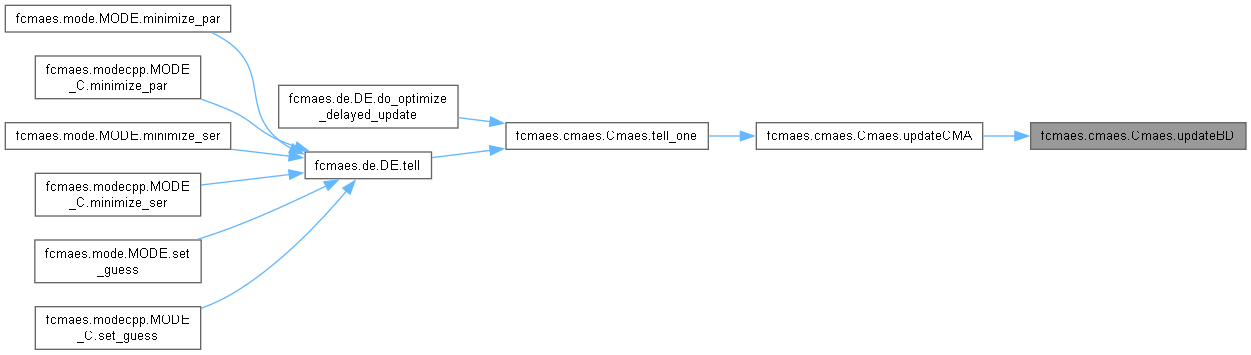 fcmaes.mode.MODE.minimize_par
fcmaes.modecpp.MODE
_C.minimize_par
fcmaes.mode.MODE.minimize_ser
fcmaes.modecpp.MODE
_C.minimize_ser
fcmaes.mode.MODE.set
_guess
fcmaes.modecpp.MODE
_C.set_guess
fcmaes.de.DE.do_optimize
_delayed_update
fcmaes.de.DE.tell
fcmaes.cmaes.Cmaes.tell_one
fcmaes.cmaes.Cmaes.updateCMA
fcmaes.cmaes.Cmaes.updateBD